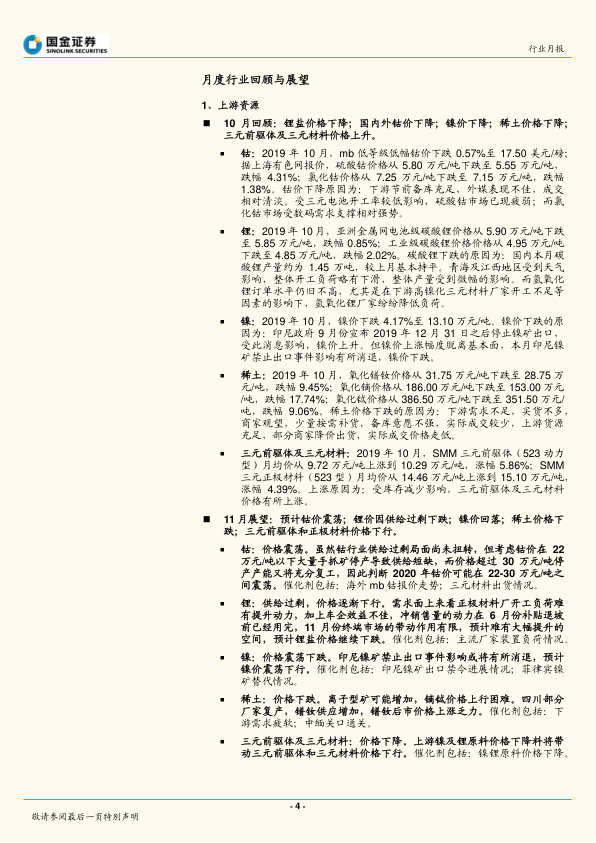 国金证券
SINOLINK SECURITIES
行业月报
月度行业回顾与展望
1、上游资源
■ 10 月回顾：锂盐价格下降；国内外钴价下降；镍价下降；稀土价格下降；
三元前驱体及三元材料价格上升。
▪ 钴：2019 年 10 月，mb 低等级低幅钴价下跌 0.57%至 17.50 美元/磅；
据上海有色网报价，硫酸钴价格从 5.80 万元/吨下跌至 5.55 万元/吨，
跌幅 4.31%；氯化钴价格从 7.25 万元/吨下跌至 7.15 万元/吨，跌幅
1.38%。钴价下降原因为：下游节前备库充足，外媒表现不佳，成交
相对清淡。受三元电池开工率较低影响，硫酸钴市场已现疲弱；而氯
化钴市场受数码需求支撑相对强势。
▪ 锂：2019 年 10 月，亚洲金属网电池级碳酸锂价格从 5.90 万元/吨下跌
至 5.85 万元/吨，跌幅 0.85%；工业级碳酸锂价格价格从 4.95 万元/吨
下跌至 4.85 万元/吨，跌幅 2.02%。碳酸锂下跌的原因为：国内本月碳
酸锂产量约为 1.45 万吨，较上月基本持平。青海及江西地区受到天气
影响，整体开工负荷略有下滑，整体产量受到微幅的影响。而氢氧化
锂订单水平仍旧不高，尤其是在下游高镍化三元材料厂家开工不足等
因素的影响下，氢氧化锂厂家纷纷降低负荷。
▪ 镍：2019 年 10 月，镍价下跌 4.17%至 13.10 万元/吨。镍价下跌的原
因为：印尼政府 9 月份宣布 2019 年 12 月 31 日之后停止镍矿出口，
受此消息影响，镍价上升。但镍价上涨幅度脱离基本面，本月印尼镍
矿禁止出口事件影响有所消退，镍价下跌。
▪ 稀土：2019 年 10 月，氧化镨钕价格从 31.75 万元/吨下跌至 28.75 万
元/吨，跌幅 9.45%；氧化镝价格从 186.00 万元/吨下跌至 153.00 万元
/吨，跌幅 17.74%；氧化铽价格从 386.50 万元/吨下跌至 351.50 万元/
吨，跌幅 9.06%。稀土价格下跌的原因为：下游需求不足，买货不多，
商家观望，少量按需补货，备库意愿不强，实际成交较少，上游货源
充足，部分商家降价出货，实际成交价格走低。
▪ 三元前驱体及三元材料：2019 年 10 月，SMM 三元前驱体（523 动力
型）月均价从 9.72 万元/吨上涨到 10.29 万元/吨，涨幅 5.86%；SMM
三元正极材料（523 型）月均价从 14.46 万元/吨上涨到 15.10 万元/吨，
涨幅 4.39%。上涨原因为：受库存减少影响，三元前驱体及三元材料
价格有所上涨。
■ 11 月展望：预计钴价震荡；锂价因供给过剩下跌；镍价回落；稀土价格下
跌；三元前驱体和正极材料价格下行。
▪ 钴：价格震荡。虽然钴行业供给过剩局面尚未扭转，但考虑钴价在 22
万元/吨以下大量手抓矿停产导致供给短缺，而价格超过 30 万元/吨停
产产能又将充分复工，因此判断 2020 年钴价可能在 22-30 万元/吨之
间震荡。催化剂包括：海外 mb 钴报价走势；三元材料出货情况。
▪ 锂：供给过剩，价格逐渐下行。需求面上来看正极材料厂开工负荷难
有提升动力，加上车企效益不佳，冲销售量的动力在 6 月份补贴退坡
前已经用完，11 月份终端市场的带动作用有限，预计难有大幅提升的
空间，预计锂盐价格继续下跌。催化剂包括：主流厂家装置负荷情况。
▪ 镍：价格震荡下跌。印尼镍矿禁止出口事件影响或将有所消退，预计
镍价震荡下行。催化剂包括：印尼镍矿出口禁令进展情况；菲律宾镍
矿替代情况。
▪ 稀土：价格下跌。离子型矿可能增加，镝铽价格上行困难。四川部分
厂家复产，镨钕供应增加，镨钕后市价格上涨乏力。催化剂包括：下
游需求疲软；中缅关口通关。
▪ 三元前驱体及三元材料：价格下降。上游镍及锂原料价格下降料将带
动三元前驱体和三元材料价格下行。催化剂包括：镍锂原料价格下降。
- 4 -
敬请参阅最后一页特别声明